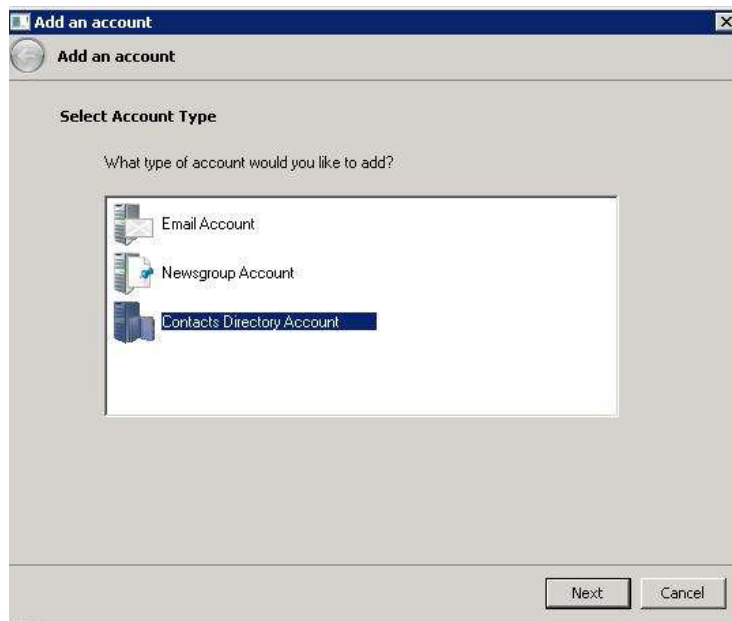 Add an account
Add an account
Select Account Type
What type of account would you like to add?
Email Account
Newsgroup Account
Contacts Directory Account
Next
Cancel